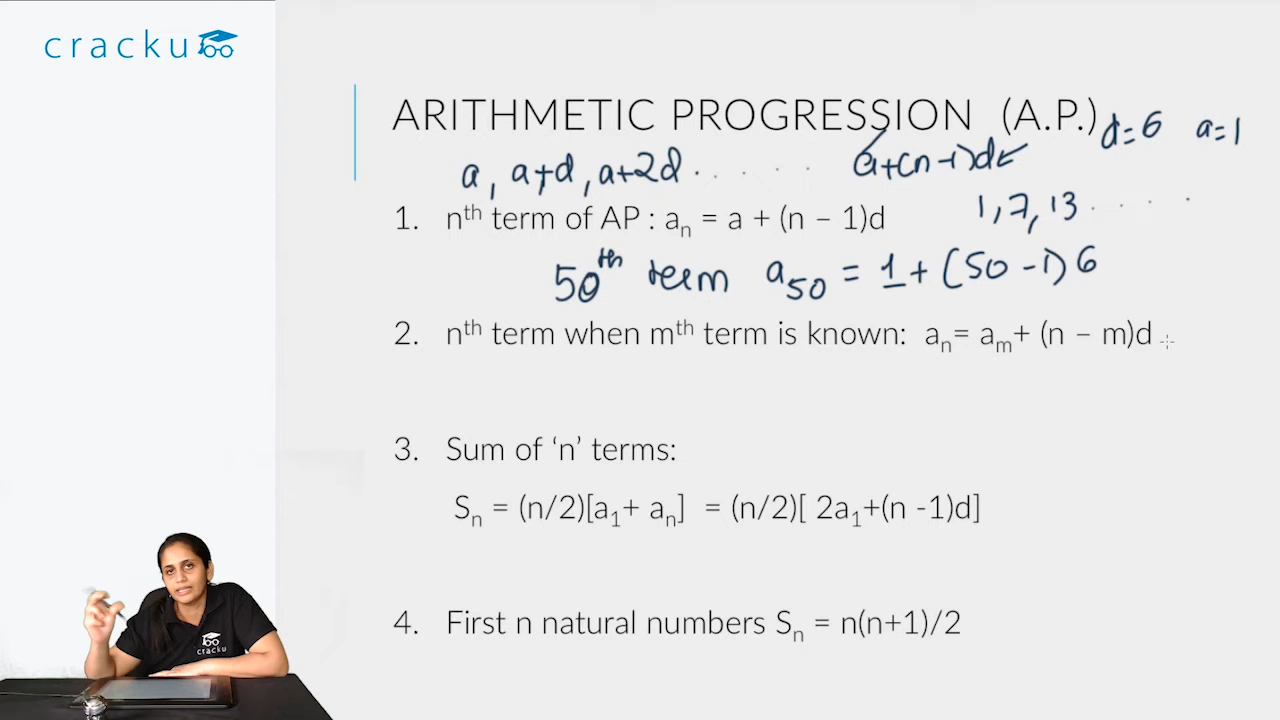 cracku
ARITHMETIC PROGRESSION (A.P.) d=6 a=1
a, a+d, a+2d ..... a+(n-1)d
1, 7, 13 .....
1. nth term of AP : an = a + (n – 1)d
50th term a50 = 1 + (50 - 1) 6
2. nth term when mth term is known: an= am+ (n – m)d
3. Sum of ‘n’ terms:
Sn = (n/2)[a1+ an] = (n/2)[ 2a1+(n -1)d]
4. First n natural numbers Sn = n(n+1)/2
cracku